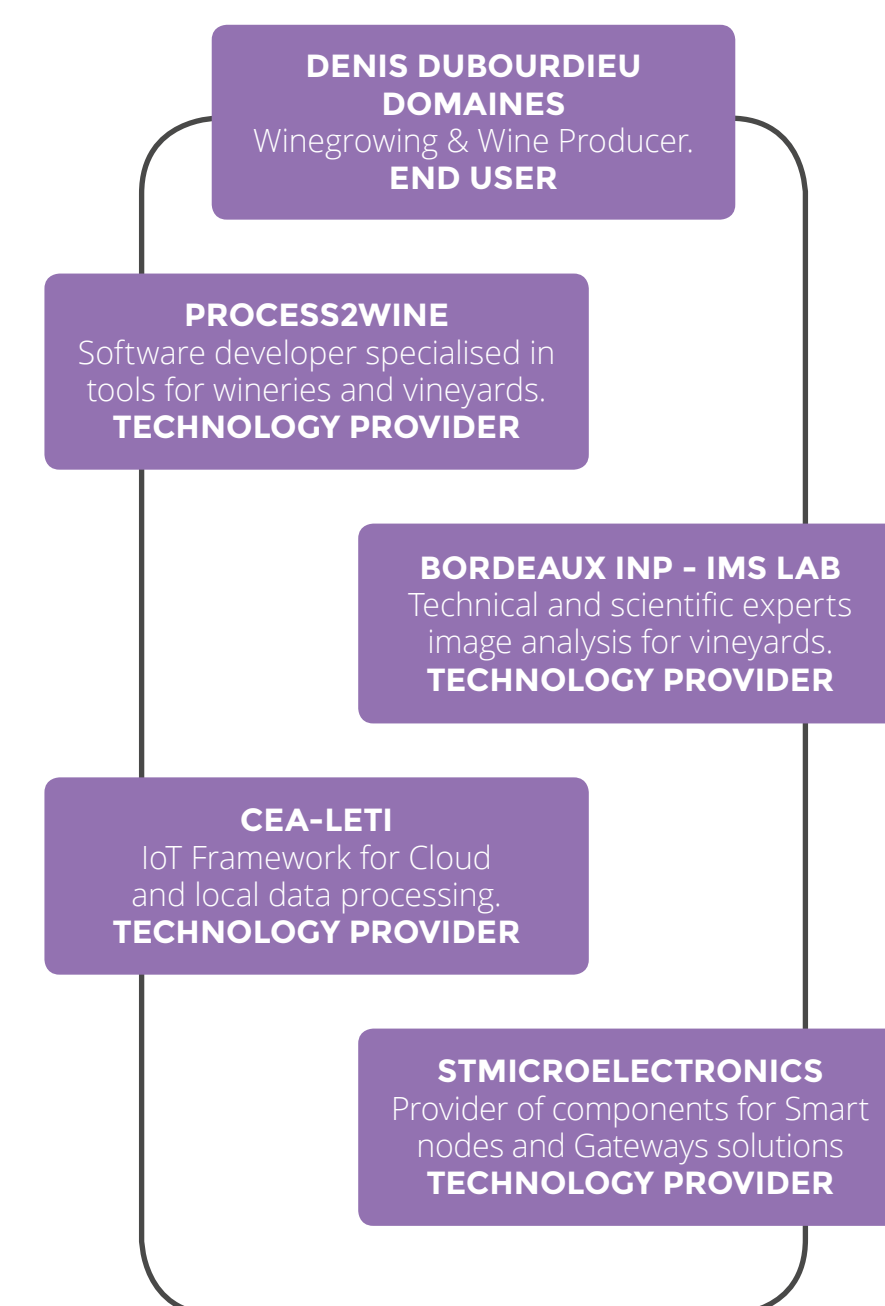 DENIS DUBOURDIEU
DOMAINES
Winegrowing & Wine Producer.
END USER
PROCESS2WINE
Software developer specialised in
tools for wineries and vineyards.
TECHNOLOGY PROVIDER
BORDEAUX INP - IMS LAB
Technical and scientific experts
image analysis for vineyards.
TECHNOLOGY PROVIDER
CEA-LETI
IoT Framework for Cloud
and local data processing.
TECHNOLOGY PROVIDER
STMICROELECTRONICS
Provider of components for Smart
nodes and Gateways solutions
TECHNOLOGY PROVIDER